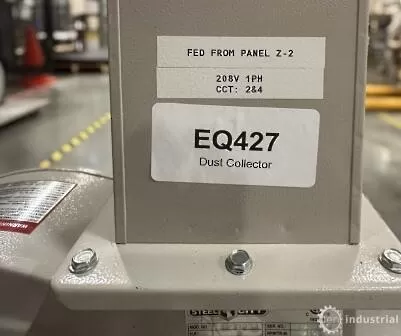 FED FROM PANEL Z-2
208V 1PH
CCT: 2&4
EQ427
Dust Collector
STEEL CITY
industrial